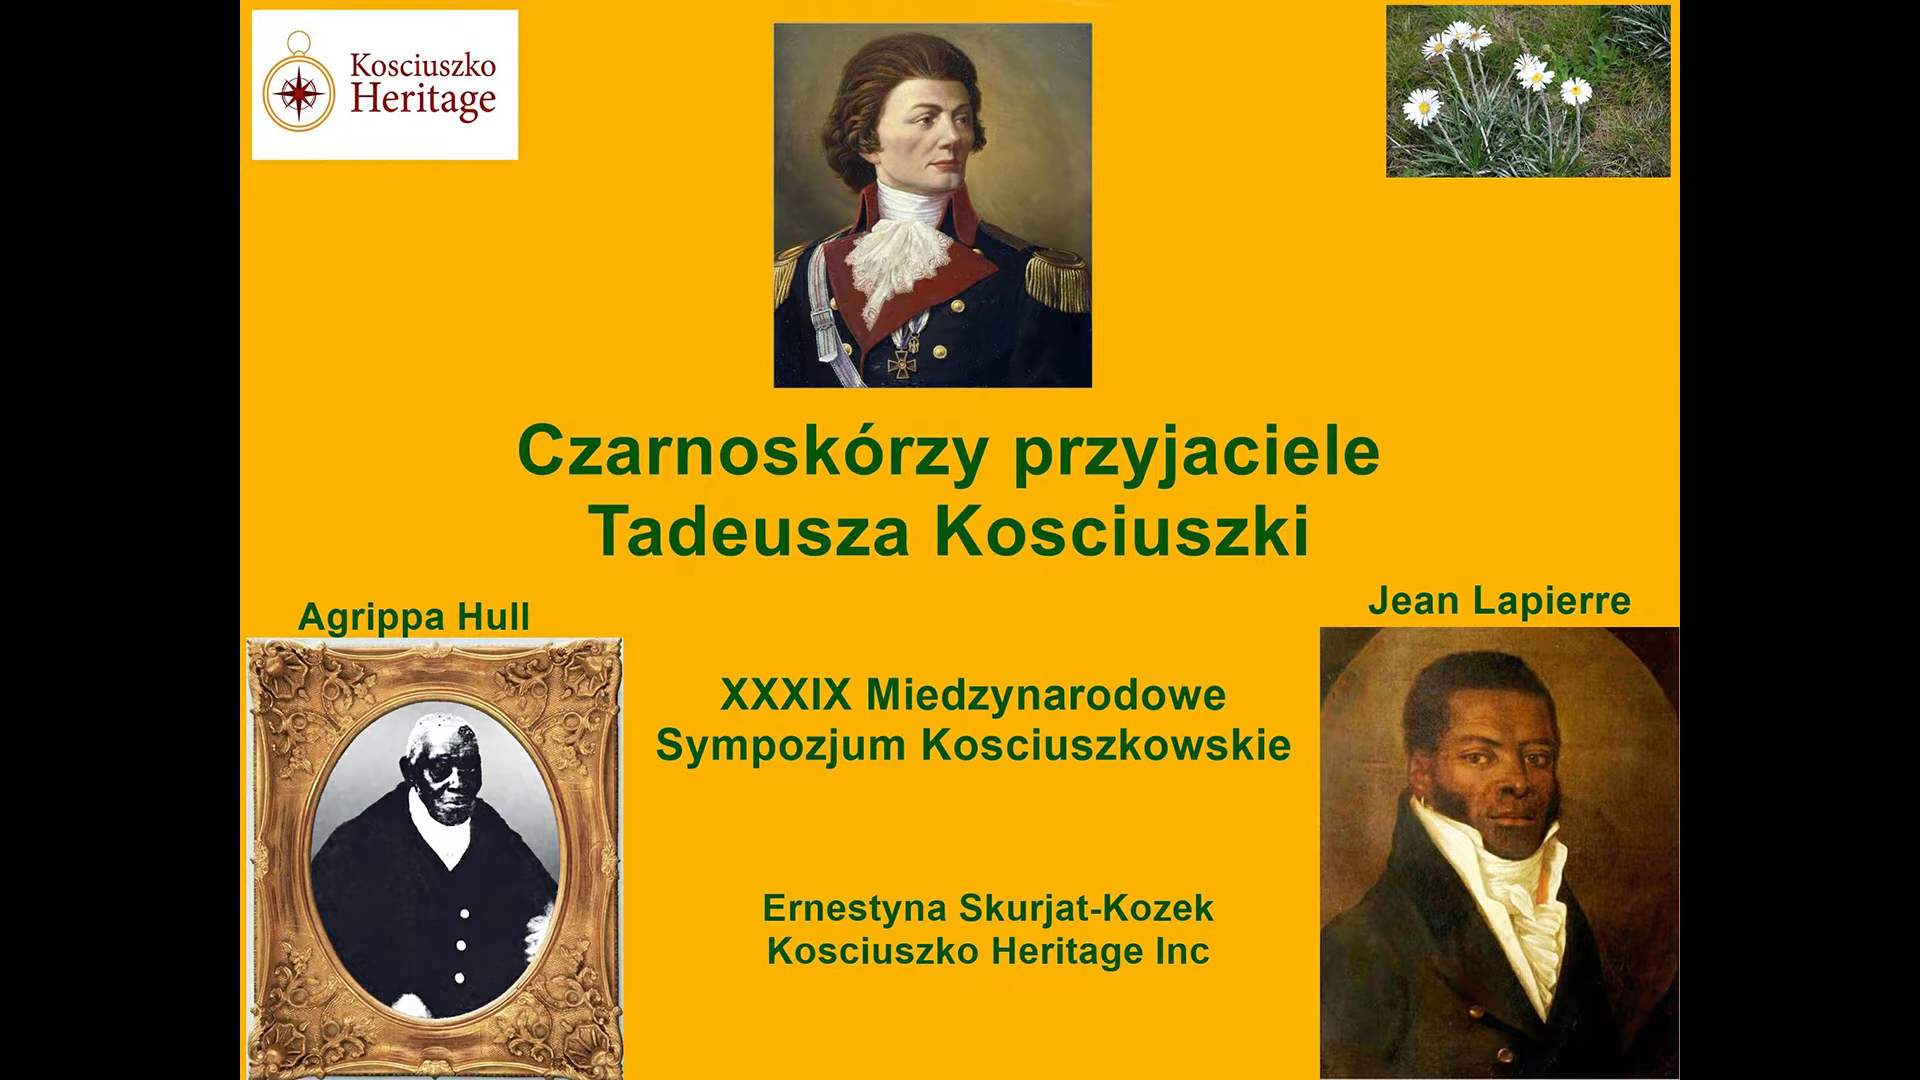 Kosciuszko
Heritage
Czarnoskórzy przyjaciele
Tadeusza Kosciuszki
Agrippa Hull
Jean Lapierre
XXXIX Miedzynarodowe
Sympozjum Kosciuszkowskie
Ernestyna Skurjat-Kozek
Kosciuszko Heritage Inc